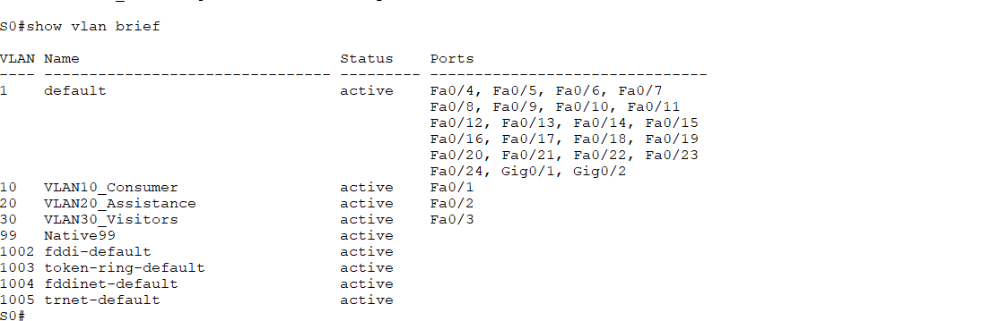 S0#show vlan brief
VLAN Name                             Status    Ports
---- -------------------------------- --------- -------------------------------
1    default                          active    Fa0/4, Fa0/5, Fa0/6, Fa0/7
                                                Fa0/8, Fa0/9, Fa0/10, Fa0/11
                                                Fa0/12, Fa0/13, Fa0/14, Fa0/15
                                                Fa0/16, Fa0/17, Fa0/18, Fa0/19
                                                Fa0/20, Fa0/21, Fa0/22, Fa0/23
                                                Fa0/24, Gig0/1, Gig0/2
10   VLAN10_Consumer                  active    Fa0/1
20   VLAN20_Assistance                active    Fa0/2
30   VLAN30_Visitors                  active    Fa0/3
99   Native99                         active
1002 fddi-default                     active
1003 token-ring-default               active
1004 fddinet-default                  active
1005 trnet-default                    active
S0#